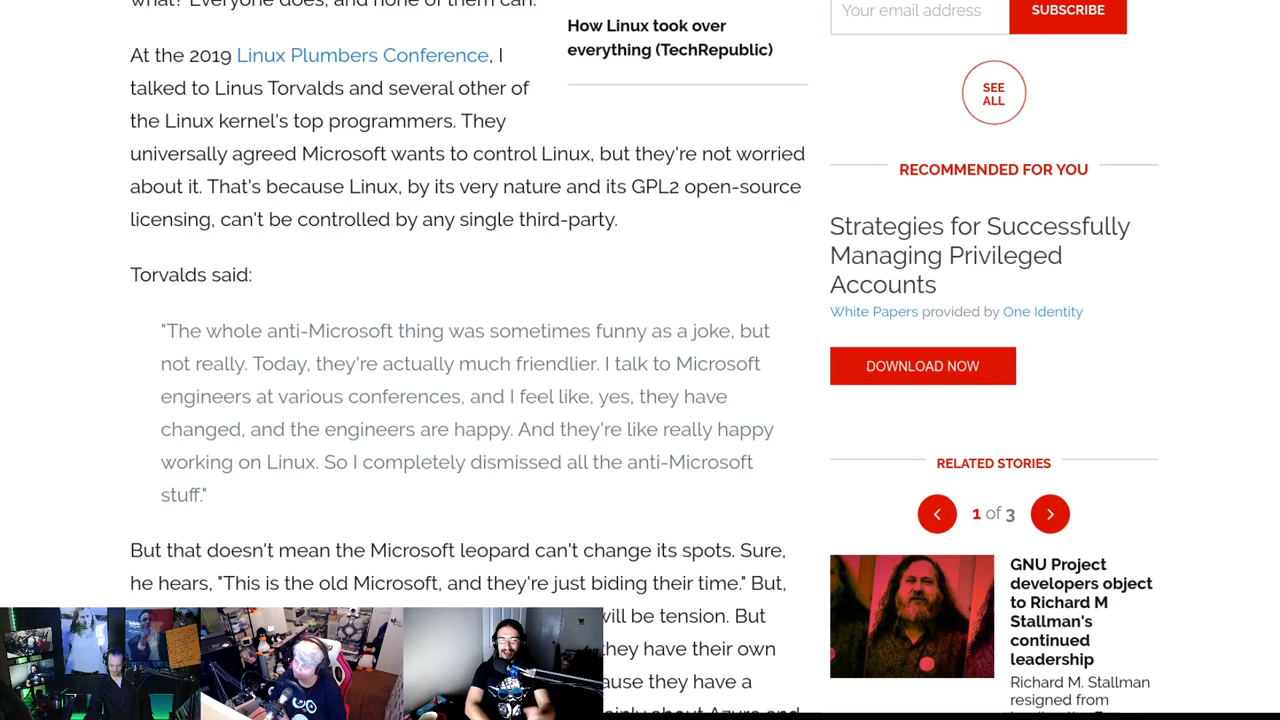 what? Everyone does, and none of them can.
At the 2019 Linux Plumbers Conference, I
talked to Linus Torvalds and several other of
the Linux kernel's top programmers. They
universally agreed Microsoft wants to control Linux, but they're not worried
about it. That's because Linux, by its very nature and its GPL2 open-source
licensing, can't be controlled by any single third-party.
Torvalds said:
"The whole anti-Microsoft thing was sometimes funny as a joke, but
not really. Today, they're actually much friendlier. I talk to Microsoft
engineers at various conferences, and I feel like, yes, they have
changed, and the engineers are happy. And they're like really happy
working on Linux. So I completely dismissed all the anti-Microsoft
stuff."
But that doesn't mean the Microsoft leopard can't change its spots. Sure,
he hears, "This is the old Microsoft, and they're just biding their time." But,
will be tension. But
they have their own
ause they have a
ainly about Azure and
How Linux took over
everything (TechRepublic)
Your email address
SUBSCRIBE
SEE
ALL
RECOMMENDED FOR YOU
Strategies for Successfully
Managing Privileged
Accounts
White Papers provided by One Identity
DOWNLOAD NOW
RELATED STORIES
1 of 3
GNU Project
developers object
to Richard M
Stallman's
continued
leadership
Richard M. Stallman
resigned from